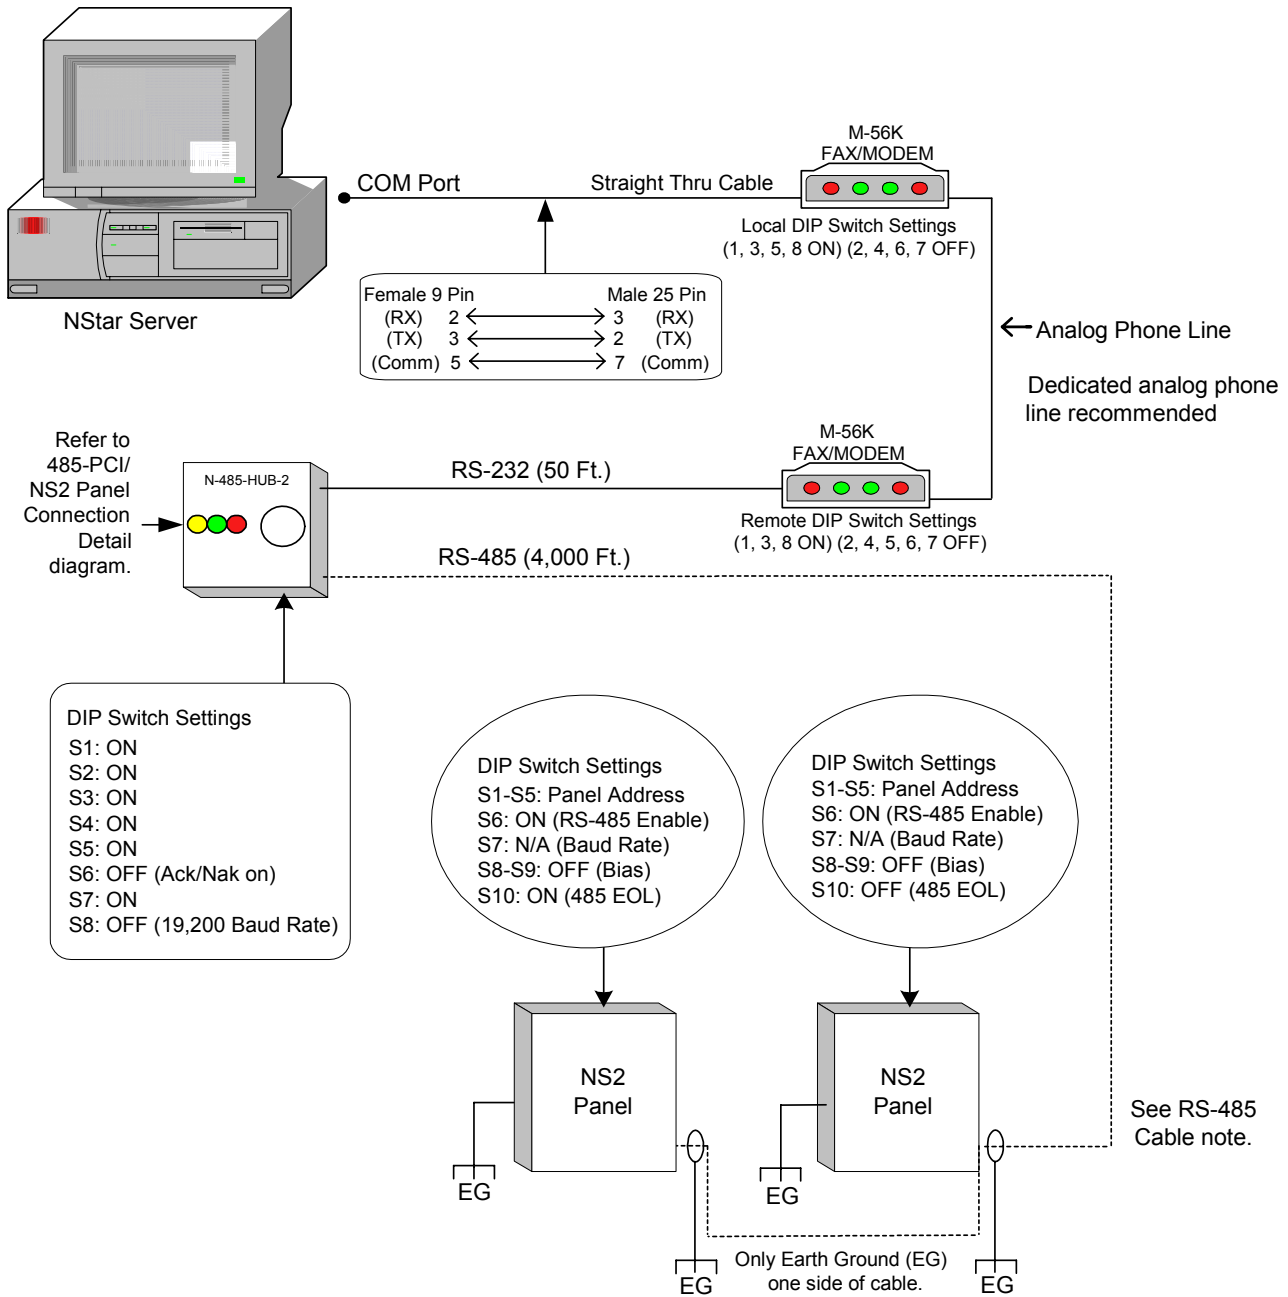 M-56K
FAX/MODEM
COM Port
Straight Thru Cable
Local DIP Switch Settings
(1, 3, 5, 8 ON) (2, 4, 6, 7 OFF)
NStar Server
Female 9 Pin Male 25 Pin
(RX) 2 3 (RX)
(TX) 3 2 (TX)
(Comm) 5 7 (Comm)
Analog Phone Line
Dedicated analog phone
line recommended
Refer to
485-PCI/
NS2 Panel
Connection
Detail
diagram.
N-485-HUB-2
RS-232 (50 Ft.)
M-56K
FAX/MODEM
Remote DIP Switch Settings
(1, 3, 8 ON) (2, 4, 5, 6, 7 OFF)
RS-485 (4,000 Ft.)
DIP Switch Settings
S1: ON
S2: ON
S3: ON
S4: ON
S5: ON
S6: OFF (Ack/Nak on)
S7: ON
S8: OFF (19,200 Baud Rate)
DIP Switch Settings
S1-S5: Panel Address
S6: ON (RS-485 Enable)
S7: N/A (Baud Rate)
S8-S9: OFF (Bias)
S10: ON (485 EOL)
DIP Switch Settings
S1-S5: Panel Address
S6: ON (RS-485 Enable)
S7: N/A (Baud Rate)
S8-S9: OFF (Bias)
S10: OFF (485 EOL)
NS2
Panel
NS2
Panel
See RS-485
Cable note.
EG
EG
EG
EG
Only Earth Ground (EG)
one side of cable.